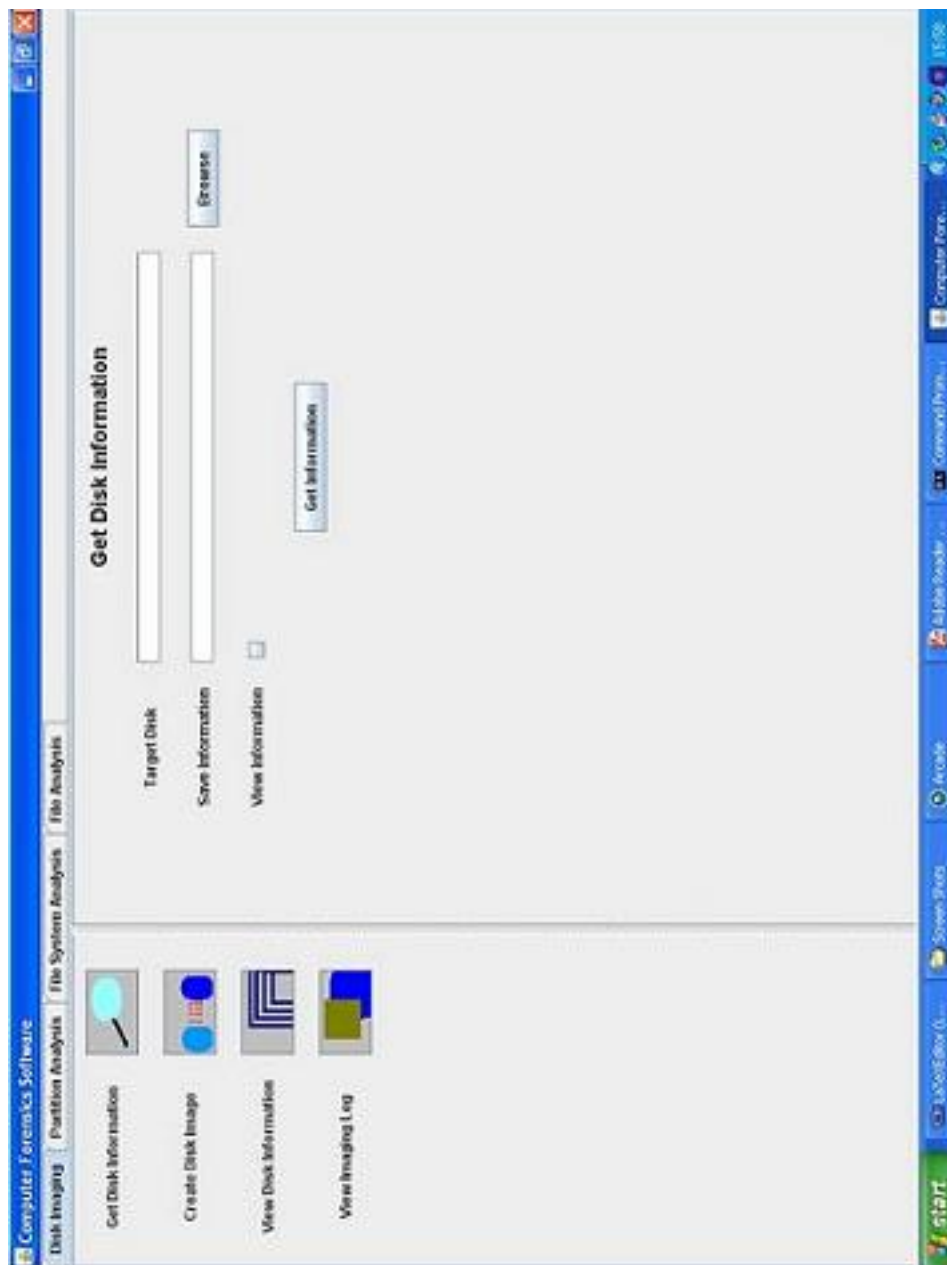 Computer Forensics Software
Disk Imaging
Partition Analysis
File System Analysis
File Analysis
Get Disk Information
Create Disk Image
View Disk Information
View Imaging Log
Get Disk Information
Target Disk
Save Information
Browse
View Information
Get Information
start
Screen Shots
Arcade
Adobe Reader
Computer Fore...